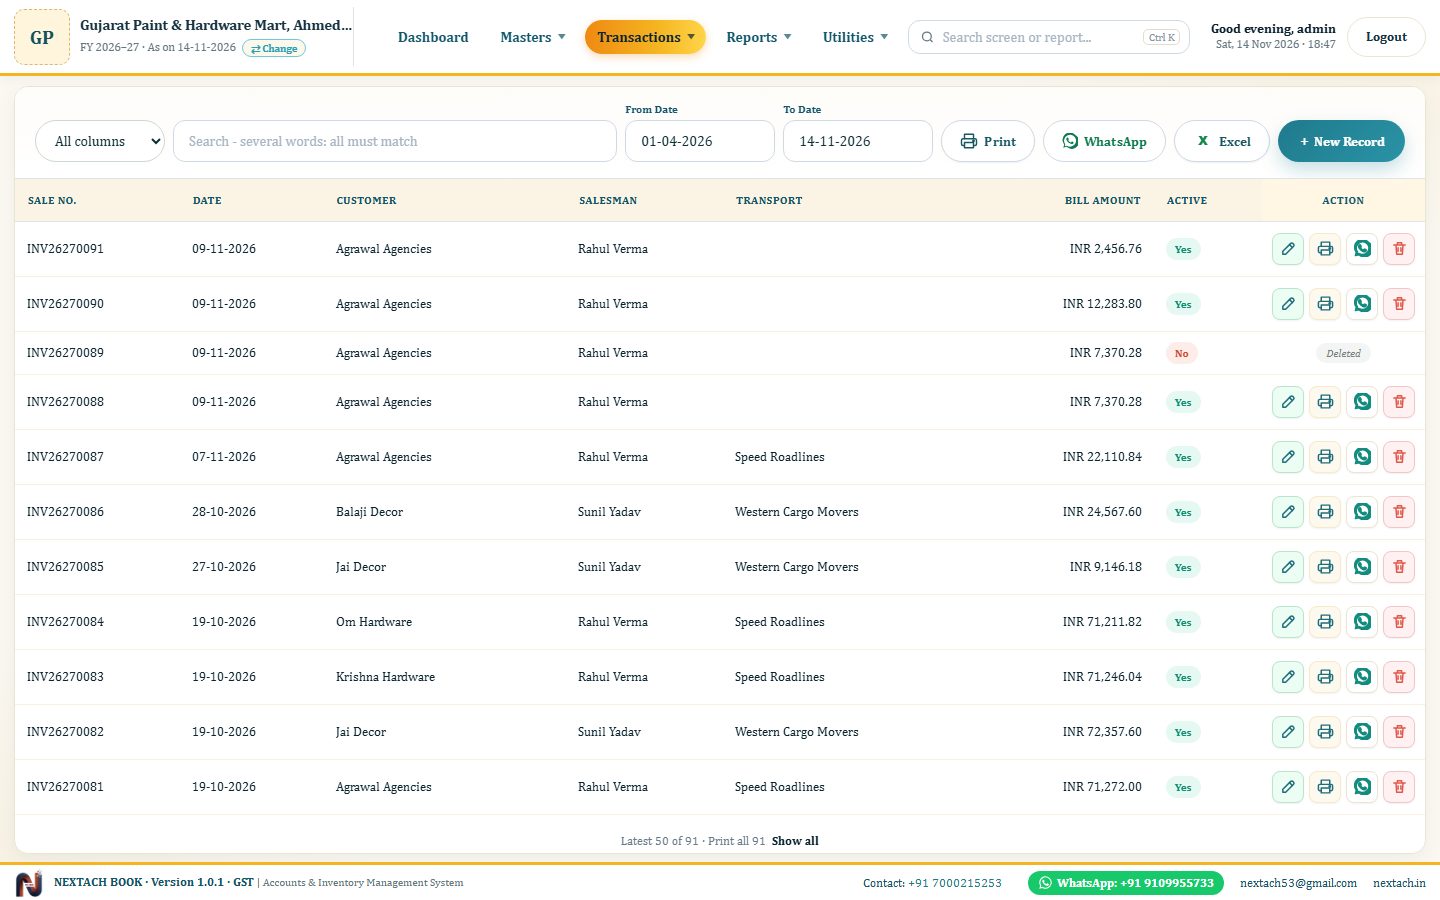 GP
Gujarat Paint & Hardware Mart, Ahmed...
FY 2026–27 · As on 14-11-2026 ⇄ Change
Dashboard Masters Transactions Reports Utilities
Search screen or report... Ctrl K
Good evening, admin
Sat, 14 Nov 2026 · 18:47
Logout
From Date To Date
All columns Search - several words: all must match 01-04-2026 14-11-2026 Print WhatsApp X Excel + New Record
SALE NO. DATE CUSTOMER SALESMAN TRANSPORT BILL AMOUNT ACTIVE ACTION
INV26270091 09-11-2026 Agrawal Agencies Rahul Verma INR 2,456.76 Yes
INV26270090 09-11-2026 Agrawal Agencies Rahul Verma INR 12,283.80 Yes
INV26270089 09-11-2026 Agrawal Agencies Rahul Verma INR 7,370.28 No Deleted
INV26270088 09-11-2026 Agrawal Agencies Rahul Verma INR 7,370.28 Yes
INV26270087 07-11-2026 Agrawal Agencies Rahul Verma Speed Roadlines INR 22,110.84 Yes
INV26270086 28-10-2026 Balaji Decor Sunil Yadav Western Cargo Movers INR 24,567.60 Yes
INV26270085 27-10-2026 Jai Decor Sunil Yadav Western Cargo Movers INR 9,146.18 Yes
INV26270084 19-10-2026 Om Hardware Rahul Verma Speed Roadlines INR 71,211.82 Yes
INV26270083 19-10-2026 Krishna Hardware Rahul Verma Speed Roadlines INR 71,246.04 Yes
INV26270082 19-10-2026 Jai Decor Sunil Yadav Western Cargo Movers INR 72,357.60 Yes
INV26270081 19-10-2026 Agrawal Agencies Rahul Verma Speed Roadlines INR 71,272.00 Yes
Latest 50 of 91 · Print all 91 Show all
NEXTACH BOOK · Version 1.0.1 · GST | Accounts & Inventory Management System
Contact: +91 7000215253 WhatsApp: +91 9109955733 nextach53@gmail.com nextach.in